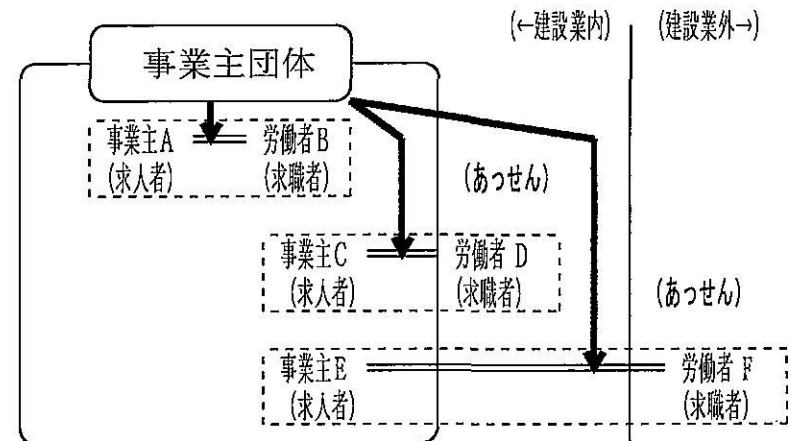 (←建設業内) (建設業外→)
事業主団体
事業主A 労働者B
(求人者) (求職者)
(あっせん)
事業主C 労働者 D
(求人者) (求職者)
(あっせん)
事業主E 労働者 F
(求人者) (求職者)